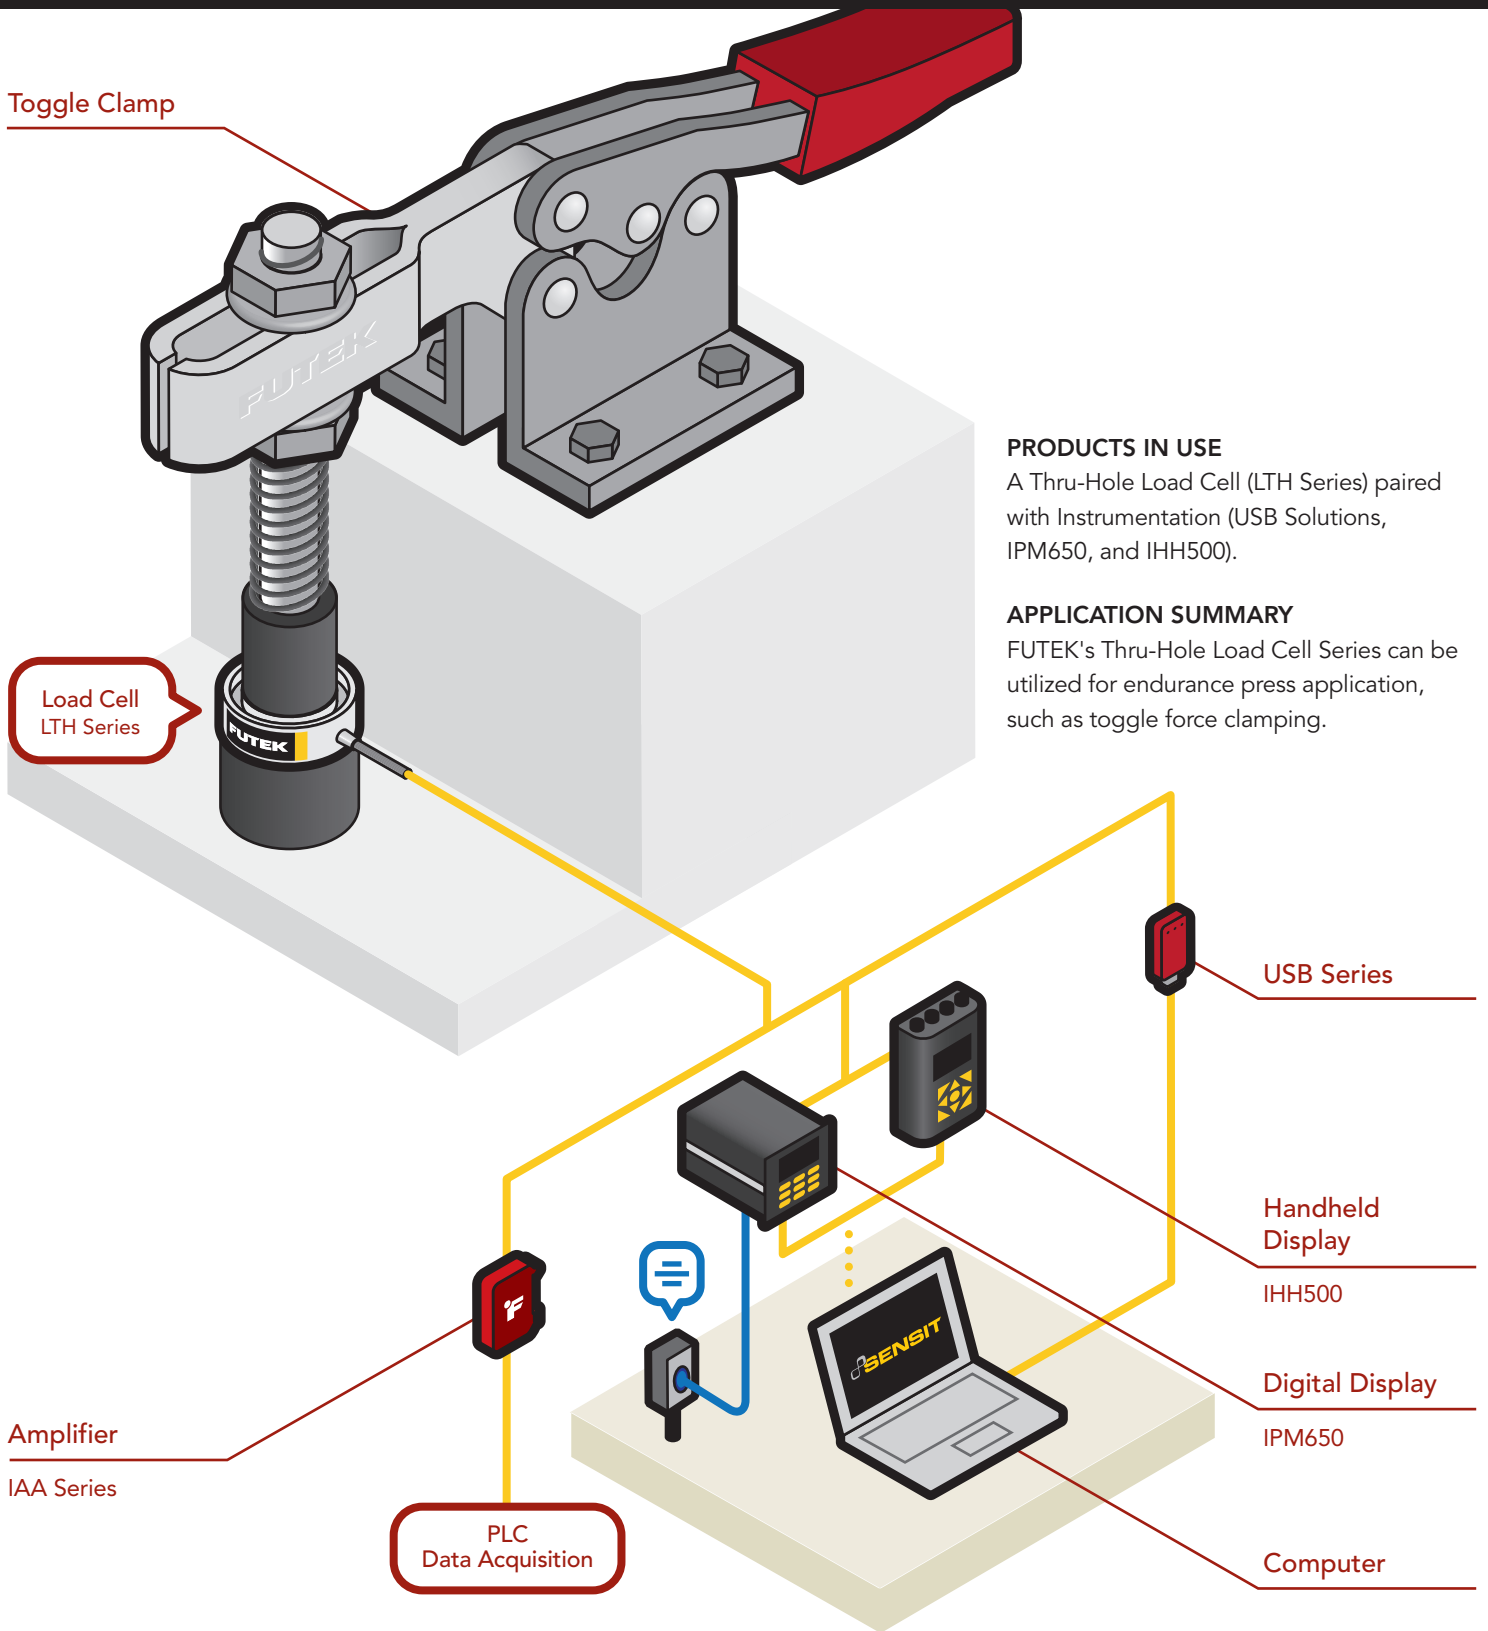 Toggle Clamp
FUTEK
PRODUCTS IN USE
A Thru-Hole Load Cell (LTH Series) paired
with Instrumentation (USB Solutions,
IPM650, and IHH500).
APPLICATION SUMMARY
FUTEK's Thru-Hole Load Cell Series can be
utilized for endurance press application,
such as toggle force clamping.
Load Cell
LTH Series
FUTEK
USB Series
Handheld
Display
IHH500
SENSIT
Digital Display
IPM650
F
Amplifier
IAA Series
PLC
Data Acquisition
Computer